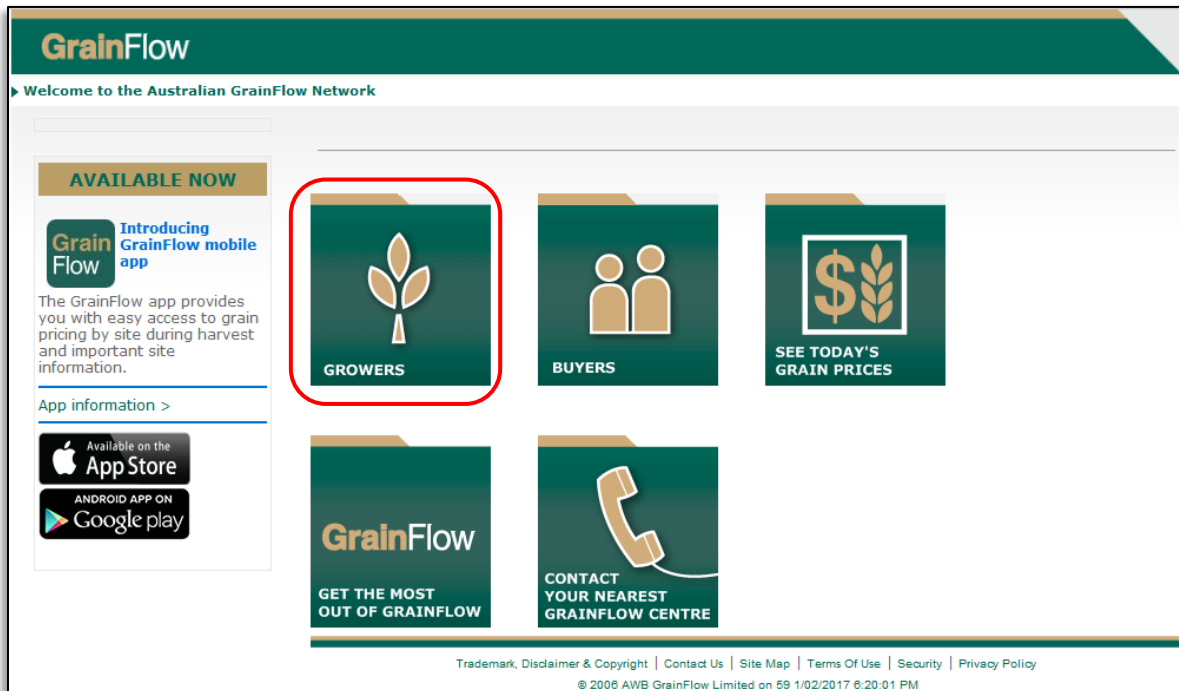 GrainFlow
Welcome to the Australian GrainFlow Network
AVAILABLE NOW
Grain
Flow
Introducing
GrainFlow mobile
app
The GrainFlow app provides
you with easy access to grain
pricing by site during harvest
and important site
information.
App information >
Available on the
App Store
ANDROID APP ON
Google play
GROWERS
BUYERS
$
SEE TODAY'S
GRAIN PRICES
GrainFlow
GET THE MOST
OUT OF GRAINFLOW
CONTACT
YOUR NEAREST
GRAINFLOW CENTRE
Trademark, Disclaimer & Copyright | Contact Us | Site Map | Terms Of Use | Security | Privacy Policy
© 2006 AWB GrainFlow Limited on 59 1/02/2017 6:20:01 PM